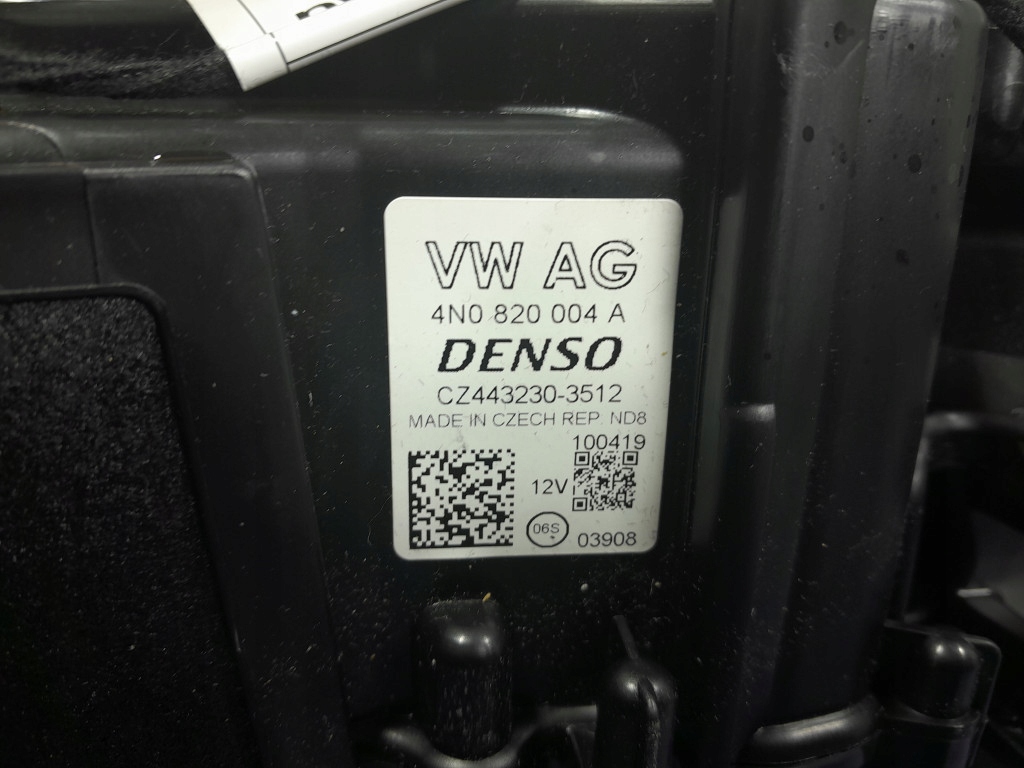 VW AG
4N0 820 004 A
DENSO
CZ443230-3512
MADE IN CZECH REP. ND8
100419
12V
06S
03908